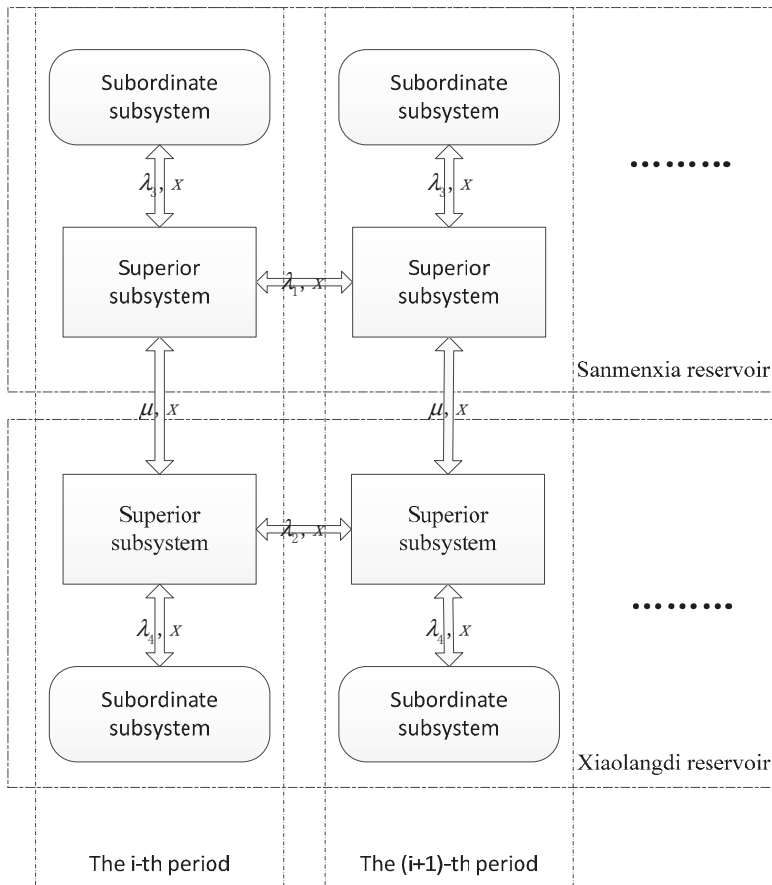 Subordinate
subsystem
Subordinate
subsystem
λ₃, x
λ₃, x
.........
Superior
subsystem
λ₁, x
Superior
subsystem
Sanmenxia reservoir
μ, x
μ, x
Superior
subsystem
λ₂, x
Superior
subsystem
.........
λ₄, x
λ₄, x
Subordinate
subsystem
Subordinate
subsystem
Xiaolangdi reservoir
The i-th period
The (i+1)-th period